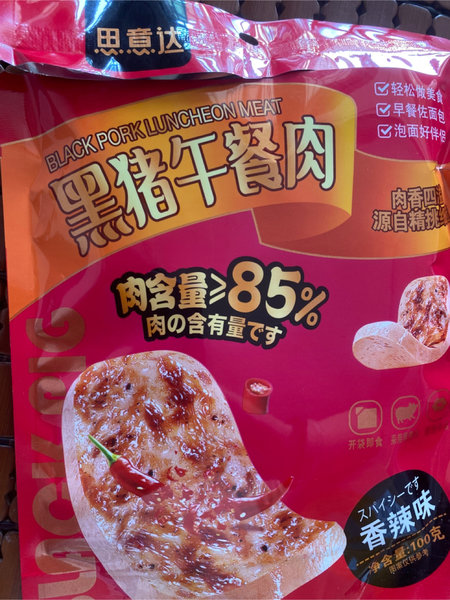 思意达
BLACK PORK LUNCHEON MEAT
黑猪午餐肉
轻松做美食
早餐佐面包
泡面好伴侣
肉香四
源自精挑
肉含量≥85%
肉の含有量です
开袋即食
スパイシーです
香辣味
净含量:100克